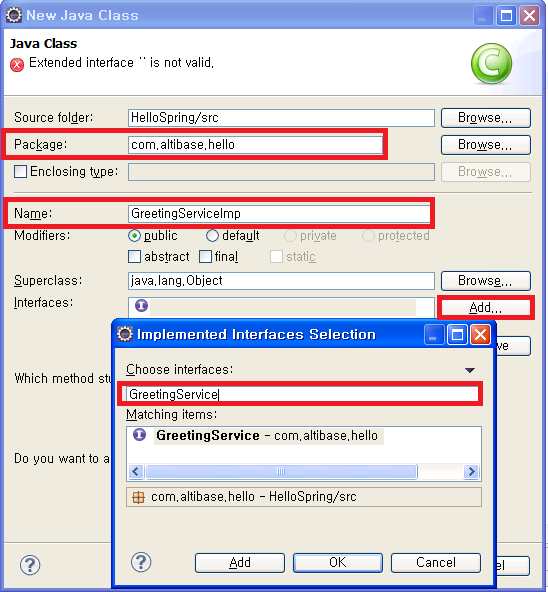 New Java Class
Java Class
Extended interface '' is not valid.
Source folder: HelloSpring/src Browse...
Package: com.altibase.hello Browse...
Enclosing type: Browse...
Name: GreetingServiceImp
Modifiers: public default private protected
abstract final static
Superclass: java.lang.Object Browse...
Interfaces: Add...
Implemented Interfaces Selection
Choose interfaces:
GreetingService
Matching items:
GreetingService - com.altibase.hello
com.altibase.hello - HelloSpring/src
Add OK Cancel
Which method
Do you want to a